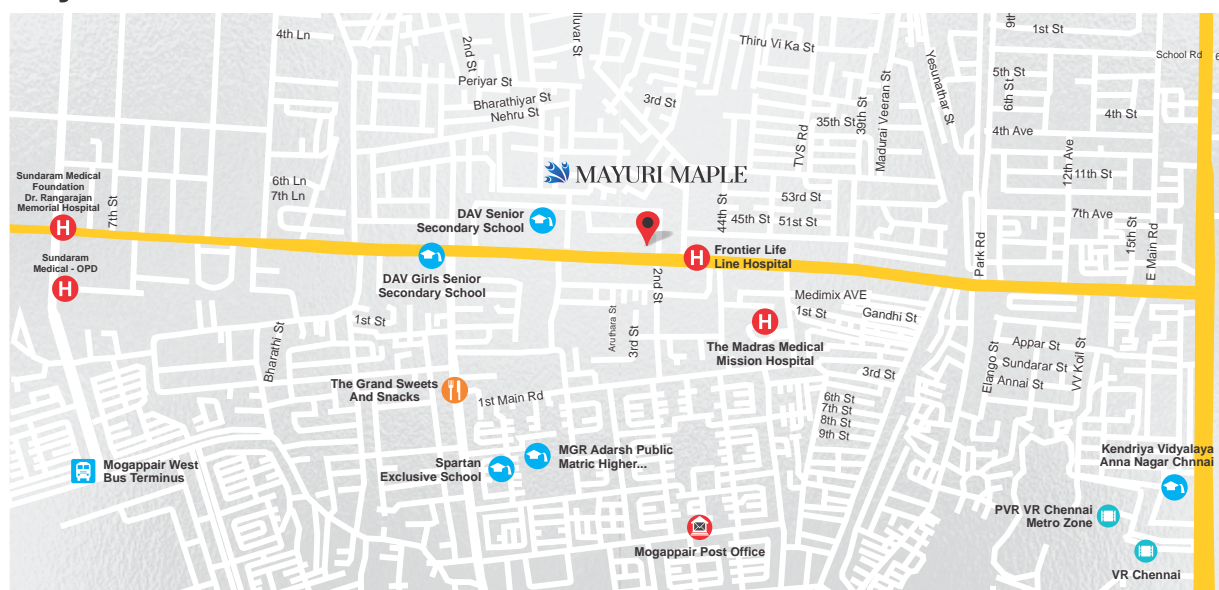 4th Ln
2nd St
lluvar St
Thiru Vi Ka St
Yesunathar St
1st St
School Rd
Periyar St
Bharathiyar St
Nehru St
3rd St
35th St
39th St
Madurai Veeran St
TVS Rd
5th St
6th St
4th St
4th Ave
12th Ave
11th St
MAYURI MAPLE
Sundaram Medical
Foundation
Dr. Rangarajan
Memorial Hospital
7th St
6th Ln
7th Ln
DAV Senior
Secondary School
53rd St
44th St
45th St
51st St
7th Ave
15th St
E Main Rd
Park Rd
H
H
Frontier Life
Line Hospital
Sundaram
Medical - OPD
H
DAV Girls Senior
Secondary School
2nd St
Medimix AVE
1st St
Gandhi St
1st St
Bharathi St
Aruthara St
3rd St
H
The Madras Medical
Mission Hospital
Elango St
Appar St
Sundarar St
Annai St
VV Koil St
3rd St
The Grand Sweets
And Snacks
1st Main Rd
6th St
7th St
8th St
9th St
Mogappair West
Bus Terminus
Spartan
Exclusive School
MGR Adarsh Public
Matric Higher...
Kendriya Vidyalaya
Anna Nagar Chnnai
PVR VR Chennai
Metro Zone
Mogappair Post Office
VR Chennai